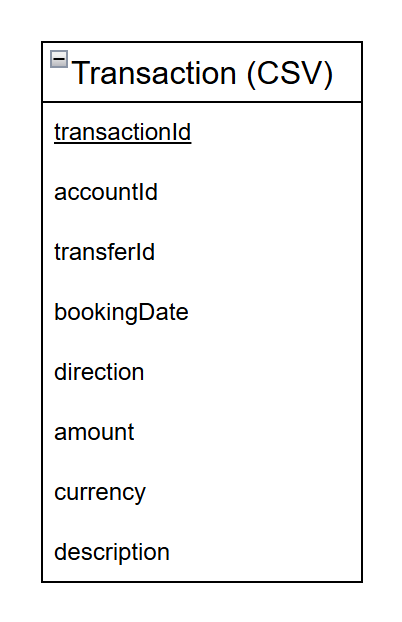 Transaction (CSV)
transactionId
accountId
transferId
bookingDate
direction
amount
currency
description